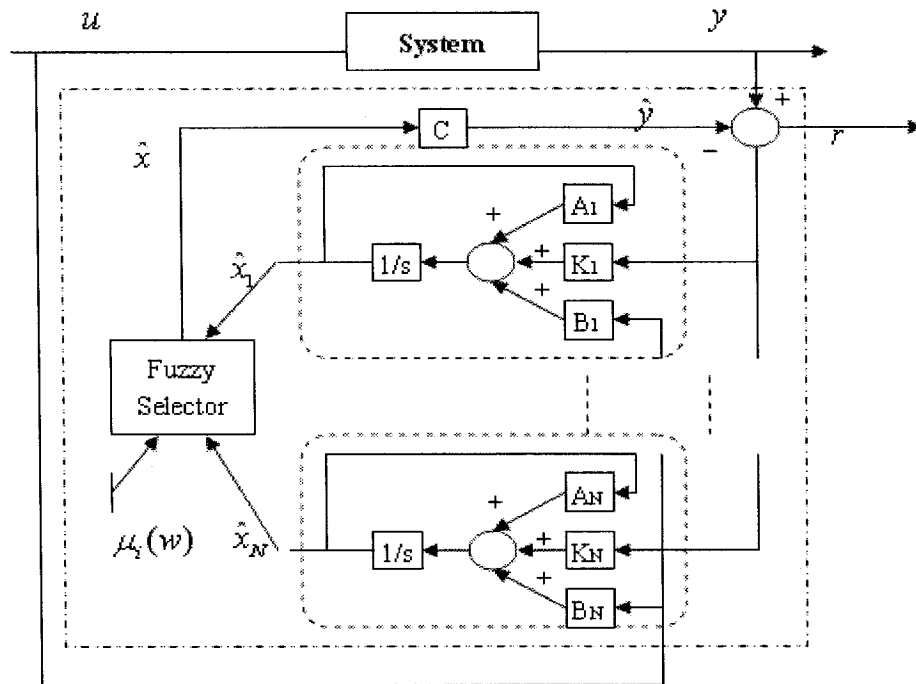 u
System
y
+
C
ŷ
−
r
x̂
A1
+
1/s
+
K1
x̂1
+
B1
Fuzzy
Selector
AN
+
μi(w)
x̂N
1/s
+
KN
+
BN